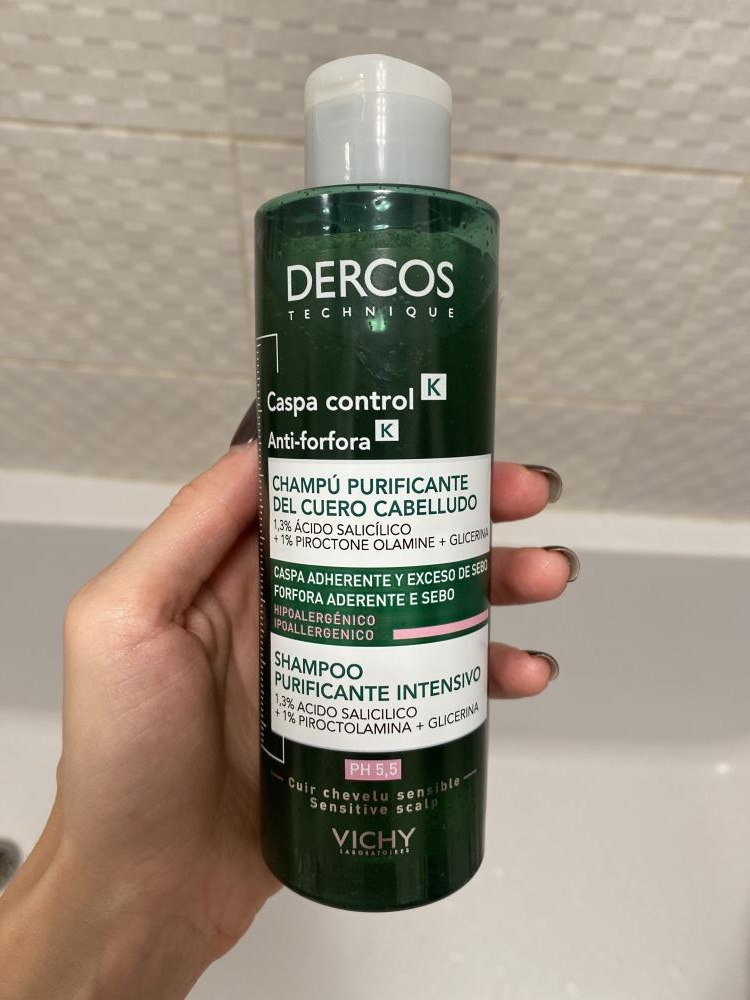 DERCOS
TECHNIQUE
Caspa control K
Anti-forfora K
CHAMPÚ PURIFICANTE
DEL CUERO CABELLUDO
1,3% ÁCIDO SALICÍLICO
+ 1% PIROCTONE OLAMINE + GLICERINA
CASPA ADHERENTE Y EXCESO DE SEBO
FORFORA ADERENTE E SEBO
HIPOALERGÉNICO
IPOALLERGENICO
SHAMPOO
PURIFICANTE INTENSIVO
1,3% ACIDO SALICILICO
+ 1% PIROCTOLAMINA + GLICERINA
PH 5,5
Cuir chevelu sensible
Sensitive scalp
VICHY
LABORATOIRES